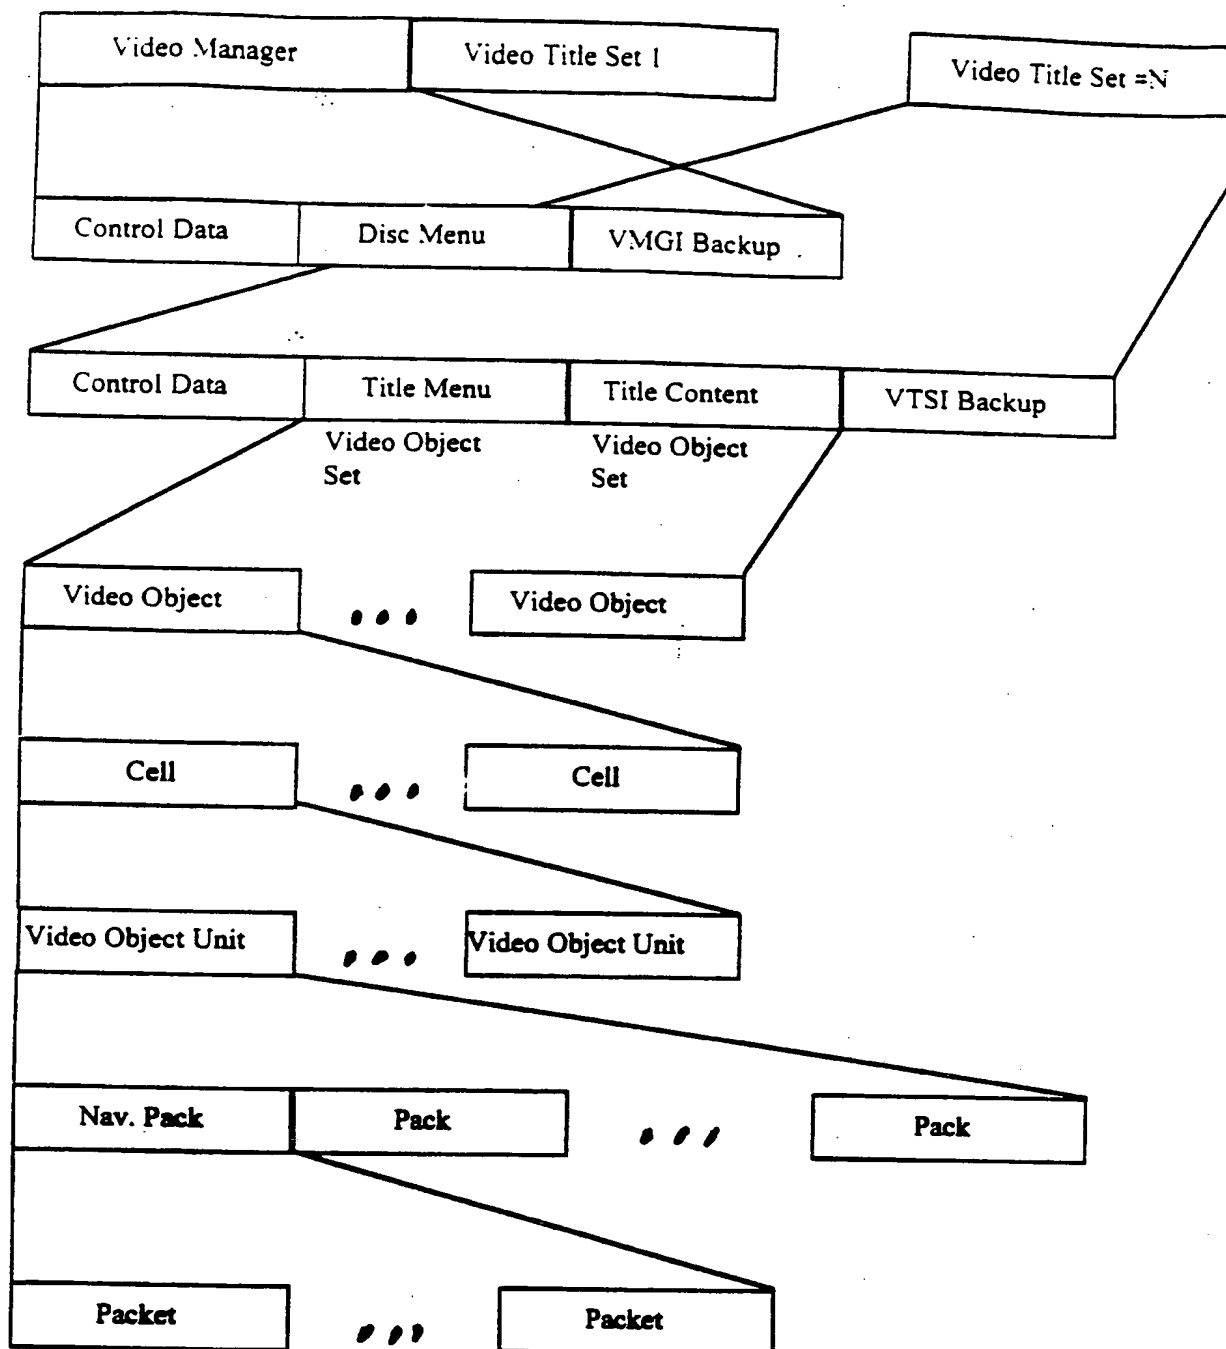 Video Manager
Video Title Set 1
Video Title Set =N
Control Data
Disc Menu
VMGI Backup
Control Data
Title Menu
Title Content
VTSI Backup
Video Object
Set
Video Object
Set
Video Object
Video Object
Cell
Cell
Video Object Unit
Video Object Unit
Nav. Pack
Pack
Pack
Packet
Packet